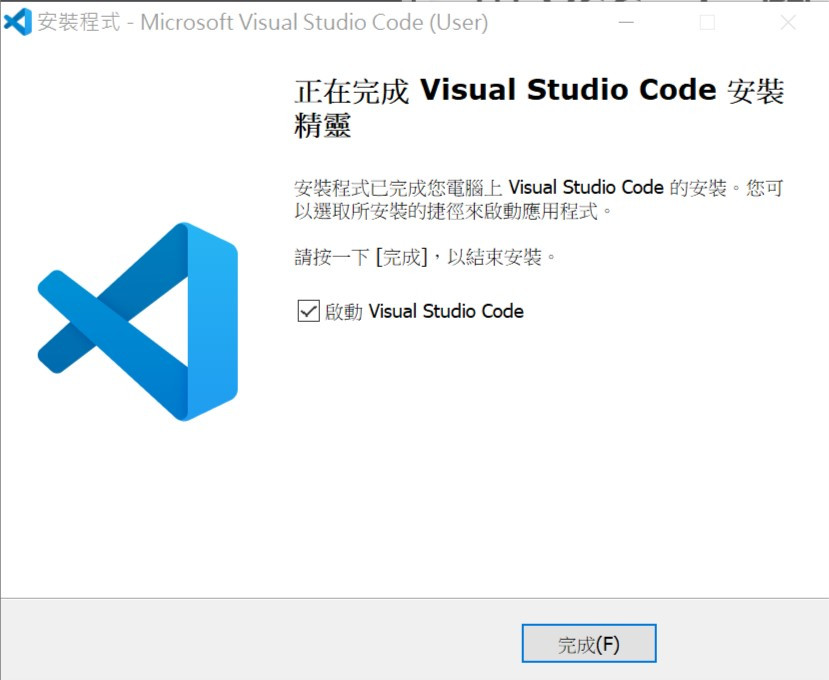 安裝程式 - Microsoft Visual Studio Code (User)
正在完成 Visual Studio Code 安裝
精靈
安裝程式已完成您電腦上 Visual Studio Code 的安裝。您可
以選取所安裝的捷徑來啟動應用程式。
請按一下 [完成]，以結束安裝。
啟動 Visual Studio Code
完成(F)